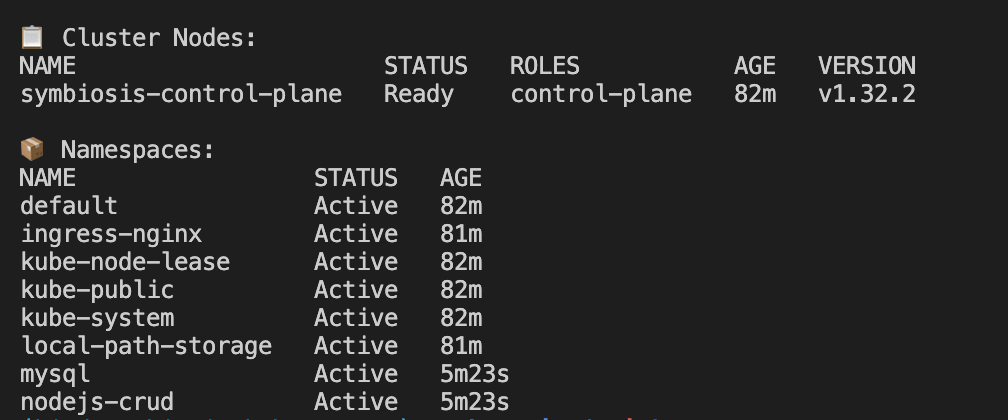 📋 Cluster Nodes:
NAME                      STATUS   ROLES           AGE   VERSION
symbiosis-control-plane   Ready    control-plane   82m   v1.32.2
📦 Namespaces:
NAME                 STATUS   AGE
default              Active   82m
ingress-nginx        Active   81m
kube-node-lease      Active   82m
kube-public          Active   82m
kube-system          Active   82m
local-path-storage   Active   81m
mysql                Active   5m23s
nodejs-crud          Active   5m23s